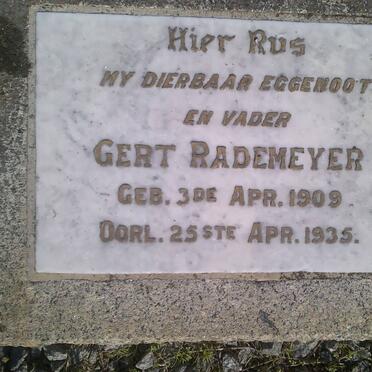 Hier Rus
MY DIERBAAR EGGENOOT
EN VADER
GERT RADEMEYER
GEB. 3DE APR. 1909
OORL. 25STE APR. 1935.